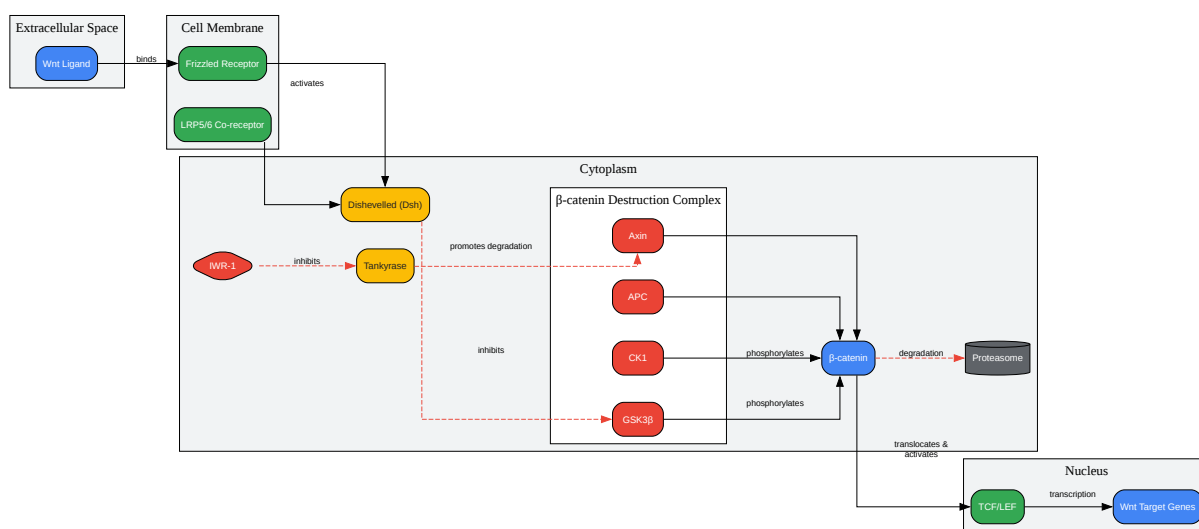 Extracellular Space
Cell Membrane
Wnt Ligand
binds
Frizzled Receptor
activates
LRP5/6 Co-receptor
Cytoplasm
β-catenin Destruction Complex
Dishevelled (Dsh)
Axin
promotes degradation
IWR-1
inhibits
Tankyrase
APC
inhibits
CK1
phosphorylates
β-catenin
degradation
Proteasome
GSK3β
phosphorylates
translocates &
activates
Nucleus
TCF/LEF
transcription
Wnt Target Genes